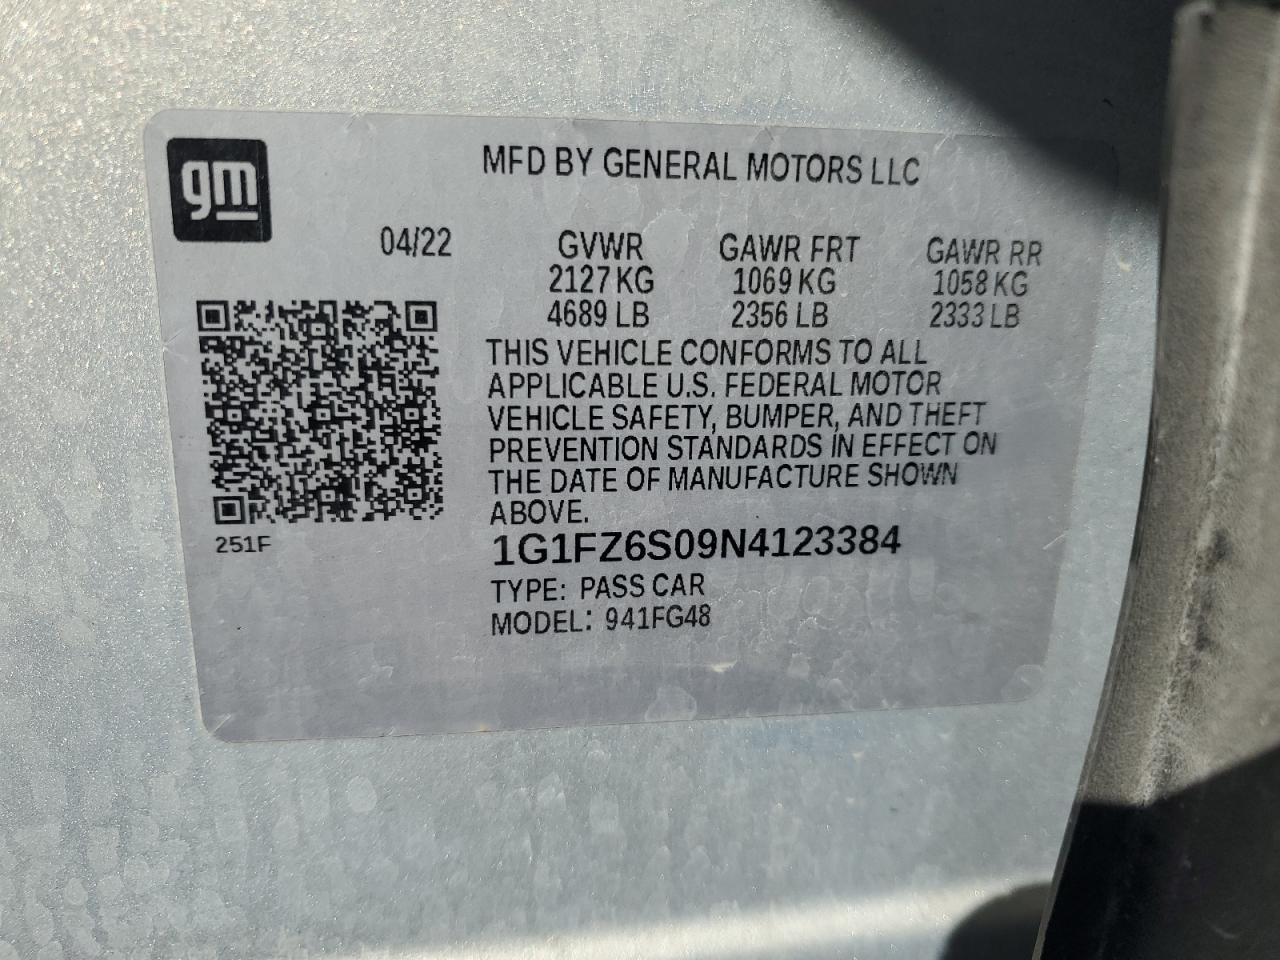 gm
MFD BY GENERAL MOTORS LLC
04/22 GVWR GAWR FRT GAWR RR
2127 KG 1069 KG 1058 KG
4689 LB 2356 LB 2333 LB
THIS VEHICLE CONFORMS TO ALL
APPLICABLE U.S. FEDERAL MOTOR
VEHICLE SAFETY, BUMPER, AND THEFT
PREVENTION STANDARDS IN EFFECT ON
THE DATE OF MANUFACTURE SHOWN
ABOVE.
251F
1G1FZ6S09N4123384
TYPE: PASS CAR
MODEL: 941FG48